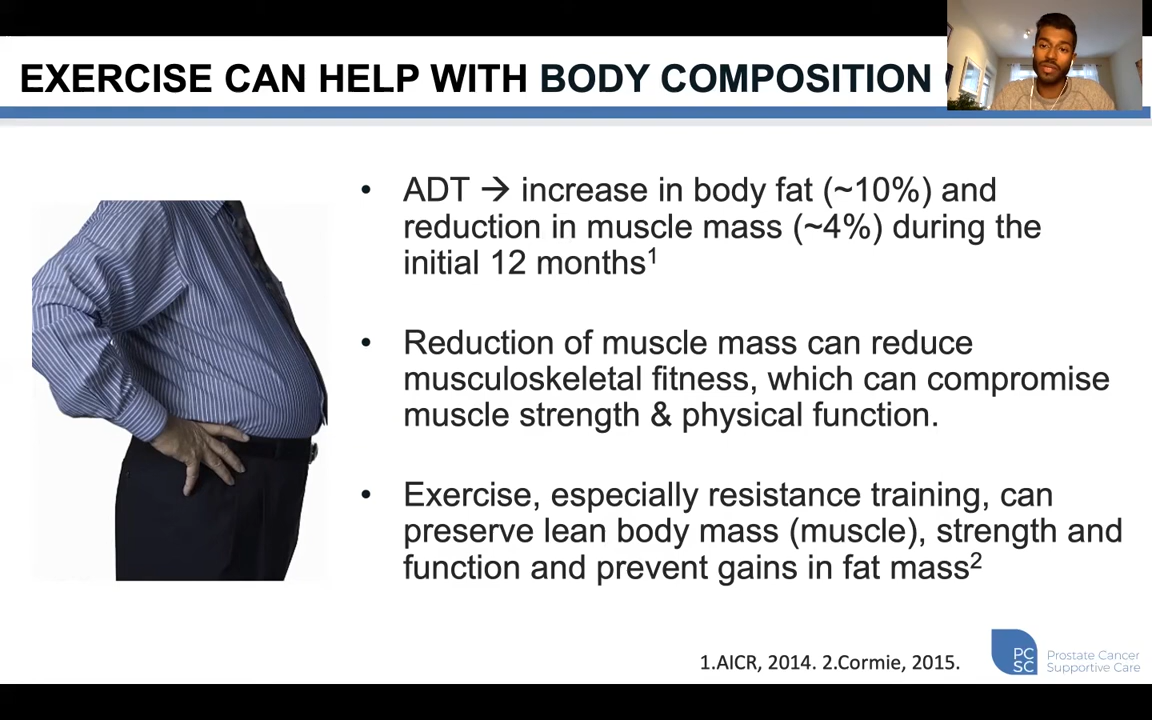 EXERCISE CAN HELP WITH BODY COMPOSITION
• ADT → increase in body fat (~10%) and
reduction in muscle mass (~4%) during the
initial 12 months¹
• Reduction of muscle mass can reduce
musculoskeletal fitness, which can compromise
muscle strength & physical function.
• Exercise, especially resistance training, can
preserve lean body mass (muscle), strength and
function and prevent gains in fat mass²
1.AICR, 2014. 2.Cormie, 2015.
PC
SC
Prostate Cancer
Supportive Care